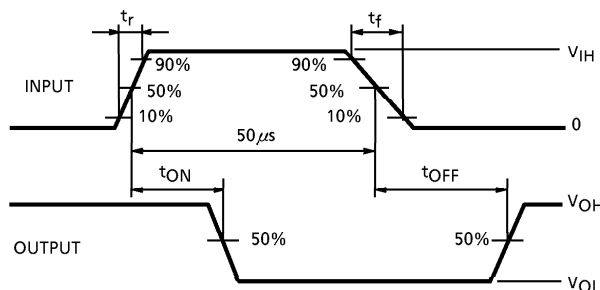 tr
tf
VIH
90%
90%
INPUT
50%
50%
10%
10%
0
50μs
tON
tOFF
VOH
OUTPUT
50%
50%
VOL